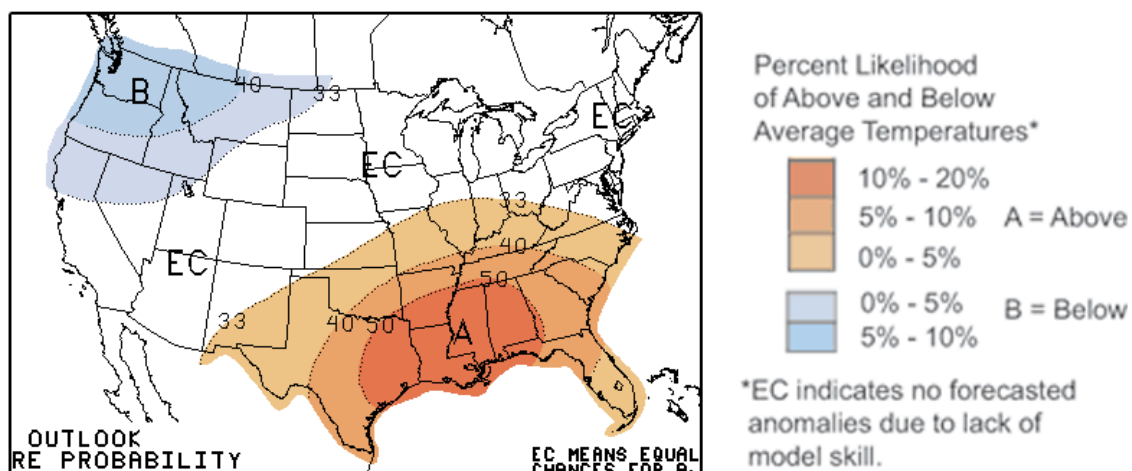 B
40
33
EC
EC
33
40
EC
50
33
40
50
A
OUTLOOK
RE PROBABILITY
EC MEANS EQUAL
CHANCES FOR A.
Percent Likelihood
of Above and Below
Average Temperatures*
10% - 20%
5% - 10% A = Above
0% - 5%
0% - 5% B = Below
5% - 10%
*EC indicates no forecasted
anomalies due to lack of
model skill.